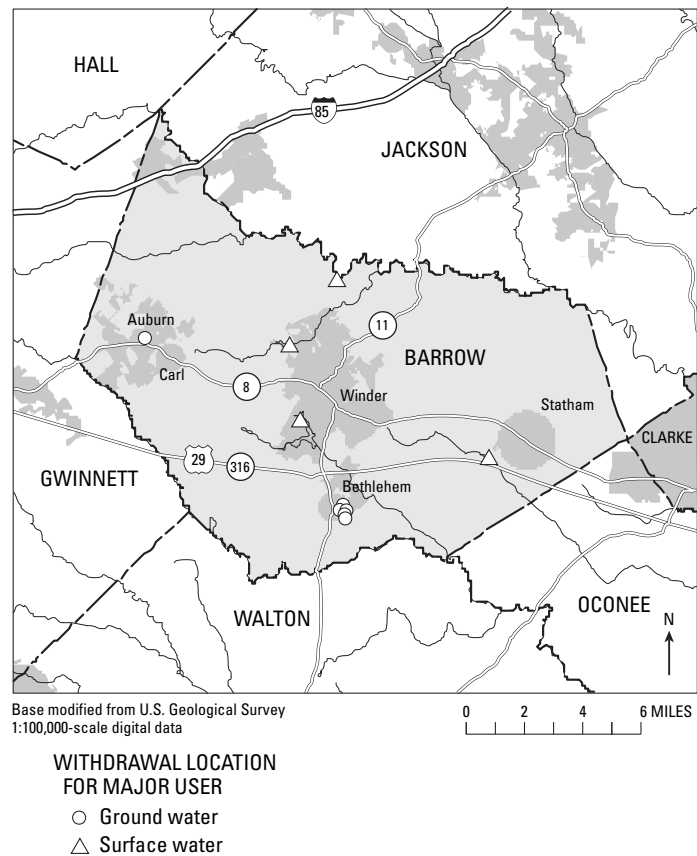 HALL
85
JACKSON
Auburn
11
BARROW
Carl
8
Winder
Statham
CLARKE
29
316
GWINNETT
Bethlehem
WALTON
OCONEE
N
Base modified from U.S. Geological Survey
1:100,000-scale digital data
0 2 4 6 MILES
WITHDRAWAL LOCATION
FOR MAJOR USER
Ground water
Surface water